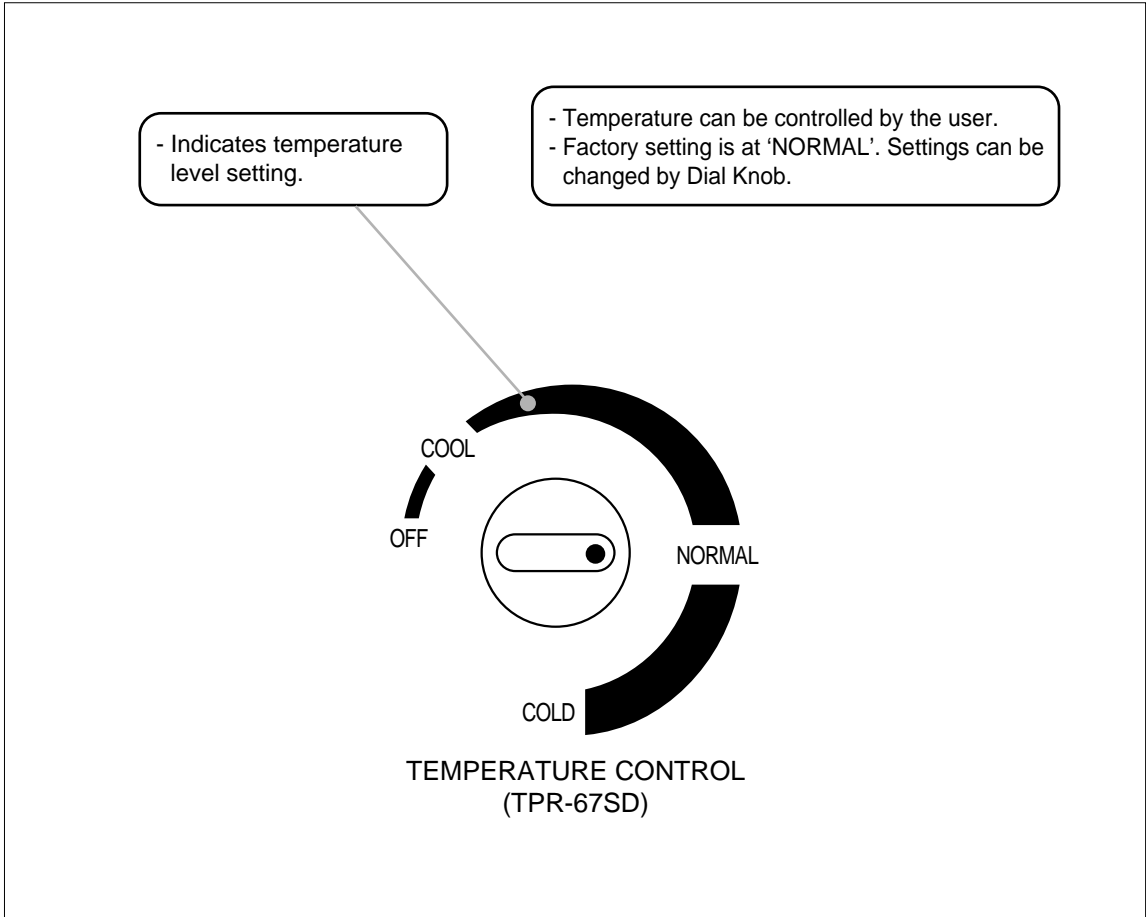 - Indicates temperature
level setting.
- Temperature can be controlled by the user.
- Factory setting is at ‘NORMAL’. Settings can be
changed by Dial Knob.
COOL
OFF
NORMAL
COLD
TEMPERATURE CONTROL
(TPR-67SD)